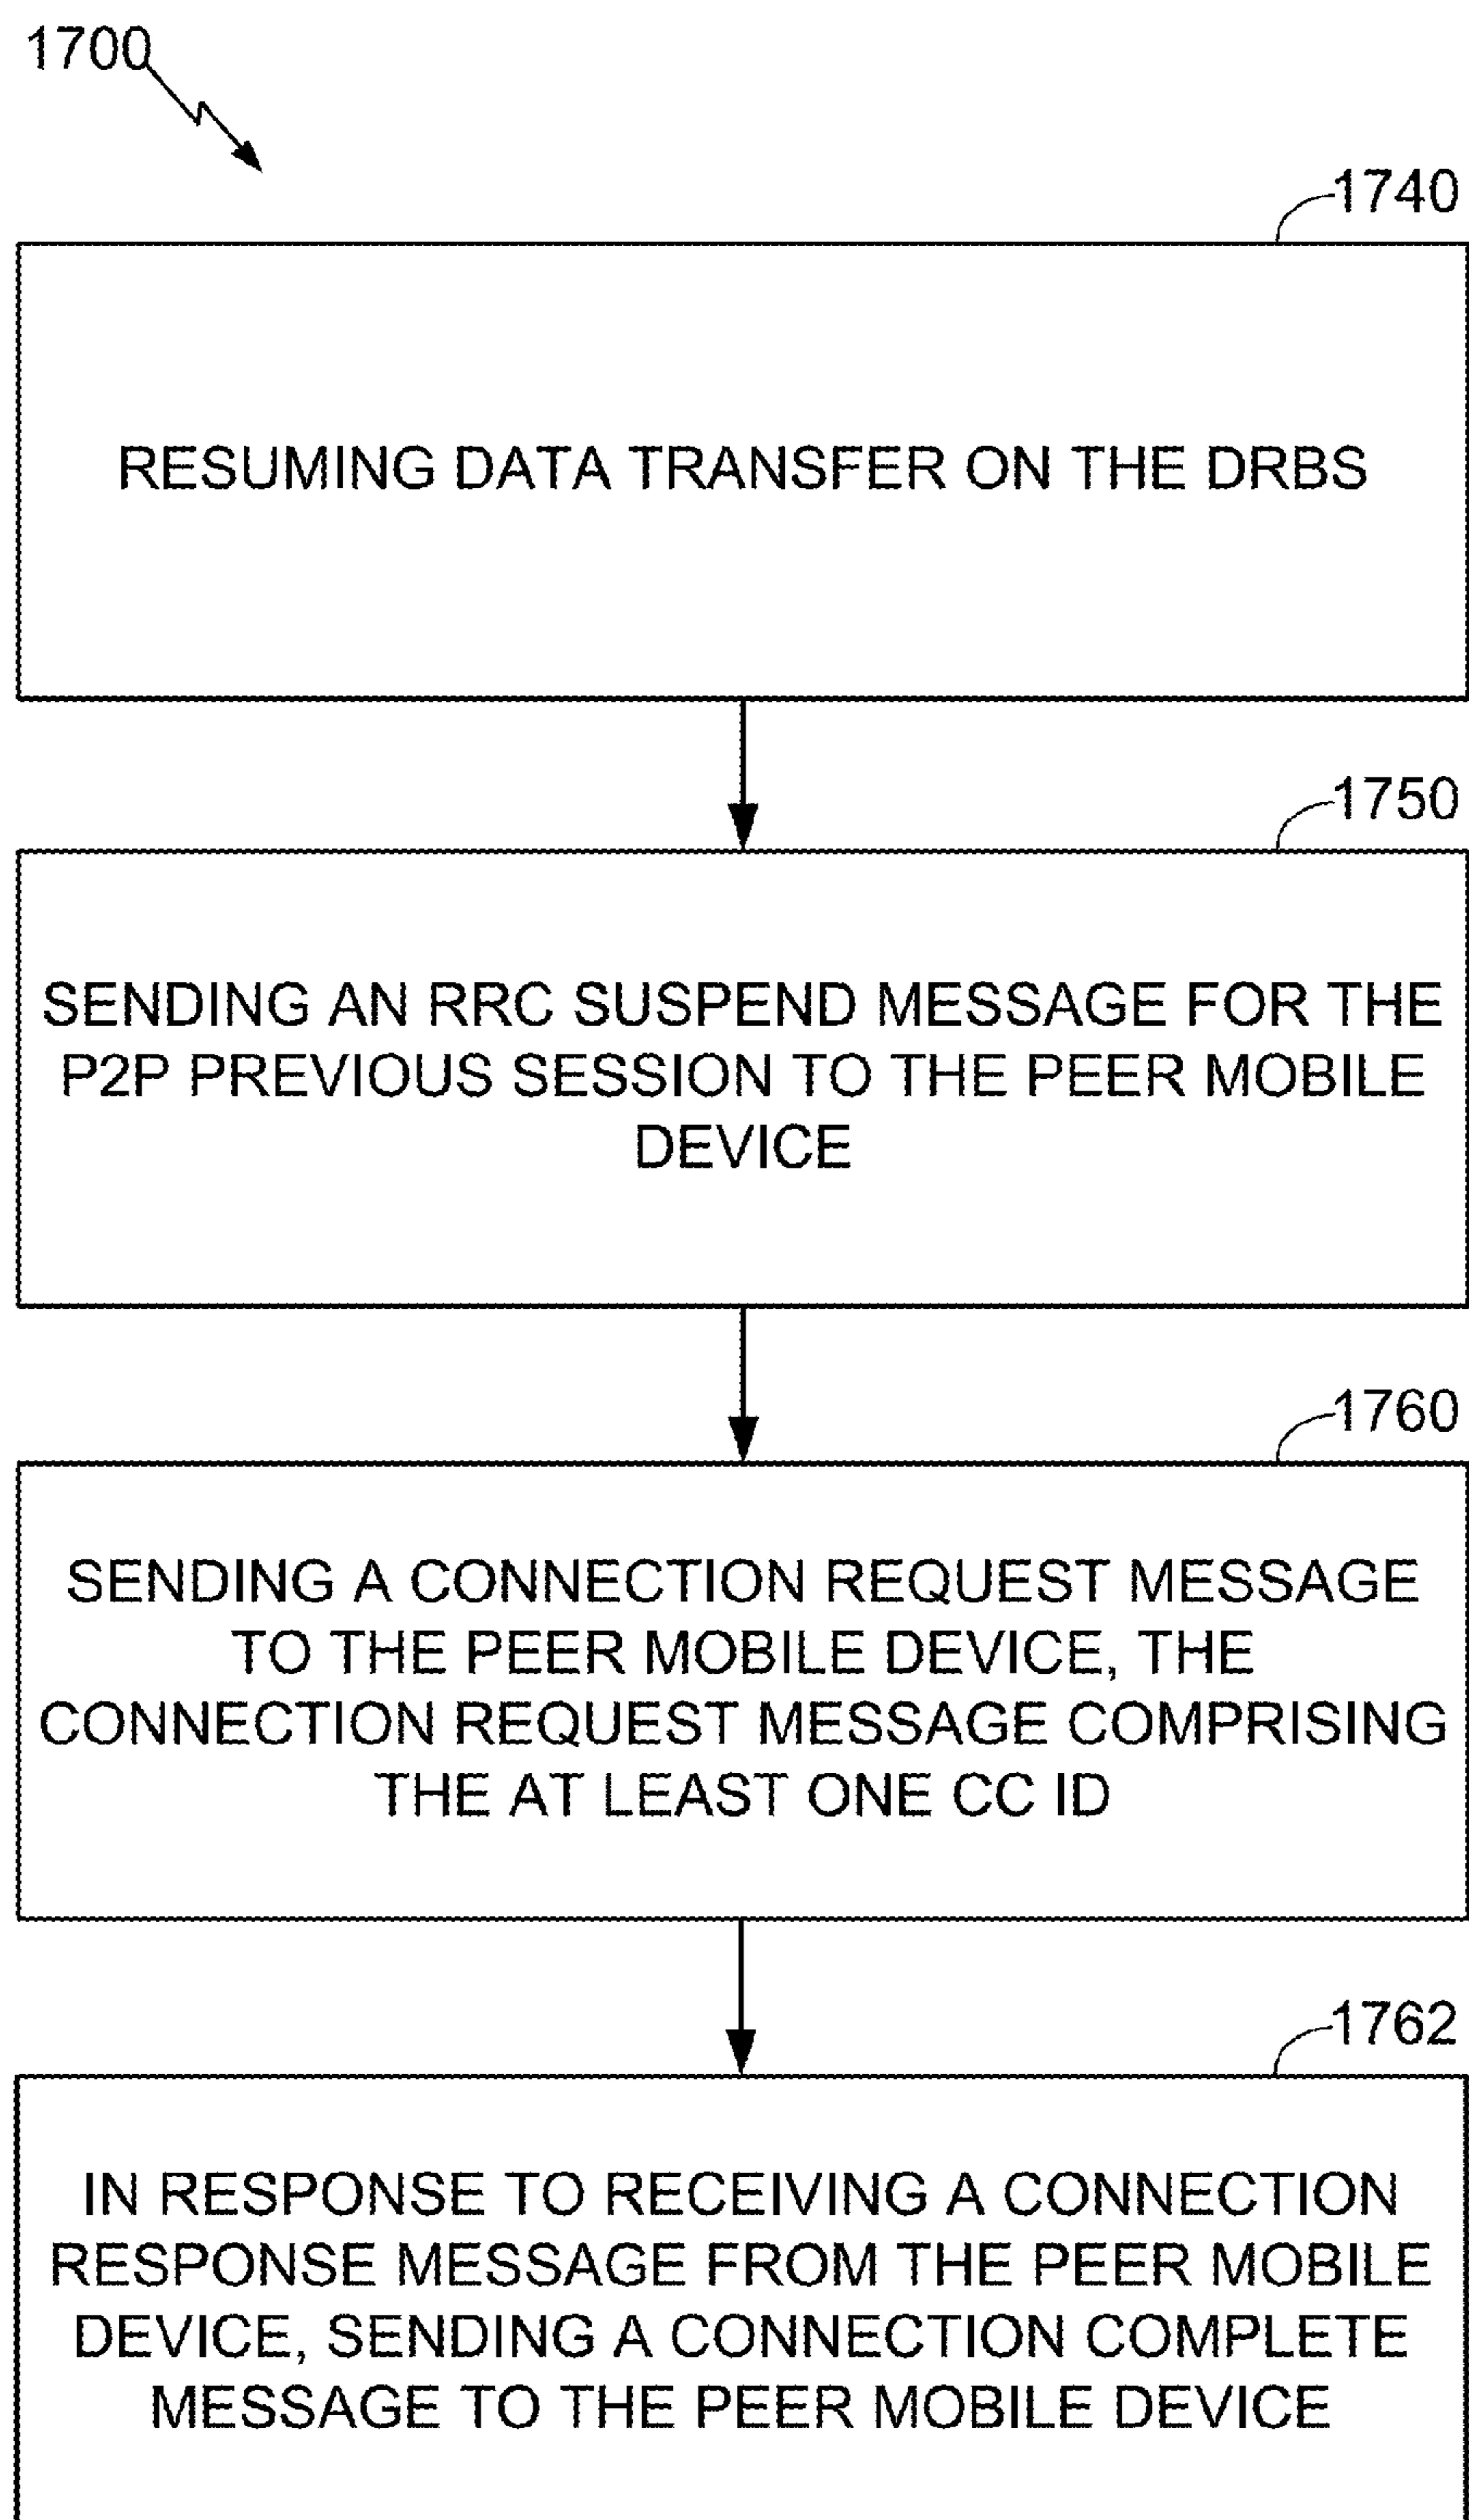 1700
1740
RESUMING DATA TRANSFER ON THE DRBS
1750
SENDING AN RRC SUSPEND MESSAGE FOR THE
P2P PREVIOUS SESSION TO THE PEER MOBILE
DEVICE
1760
SENDING A CONNECTION REQUEST MESSAGE
TO THE PEER MOBILE DEVICE, THE
CONNECTION REQUEST MESSAGE COMPRISING
THE AT LEAST ONE CC ID
1762
IN RESPONSE TO RECEIVING A CONNECTION
RESPONSE MESSAGE FROM THE PEER MOBILE
DEVICE, SENDING A CONNECTION COMPLETE
MESSAGE TO THE PEER MOBILE DEVICE